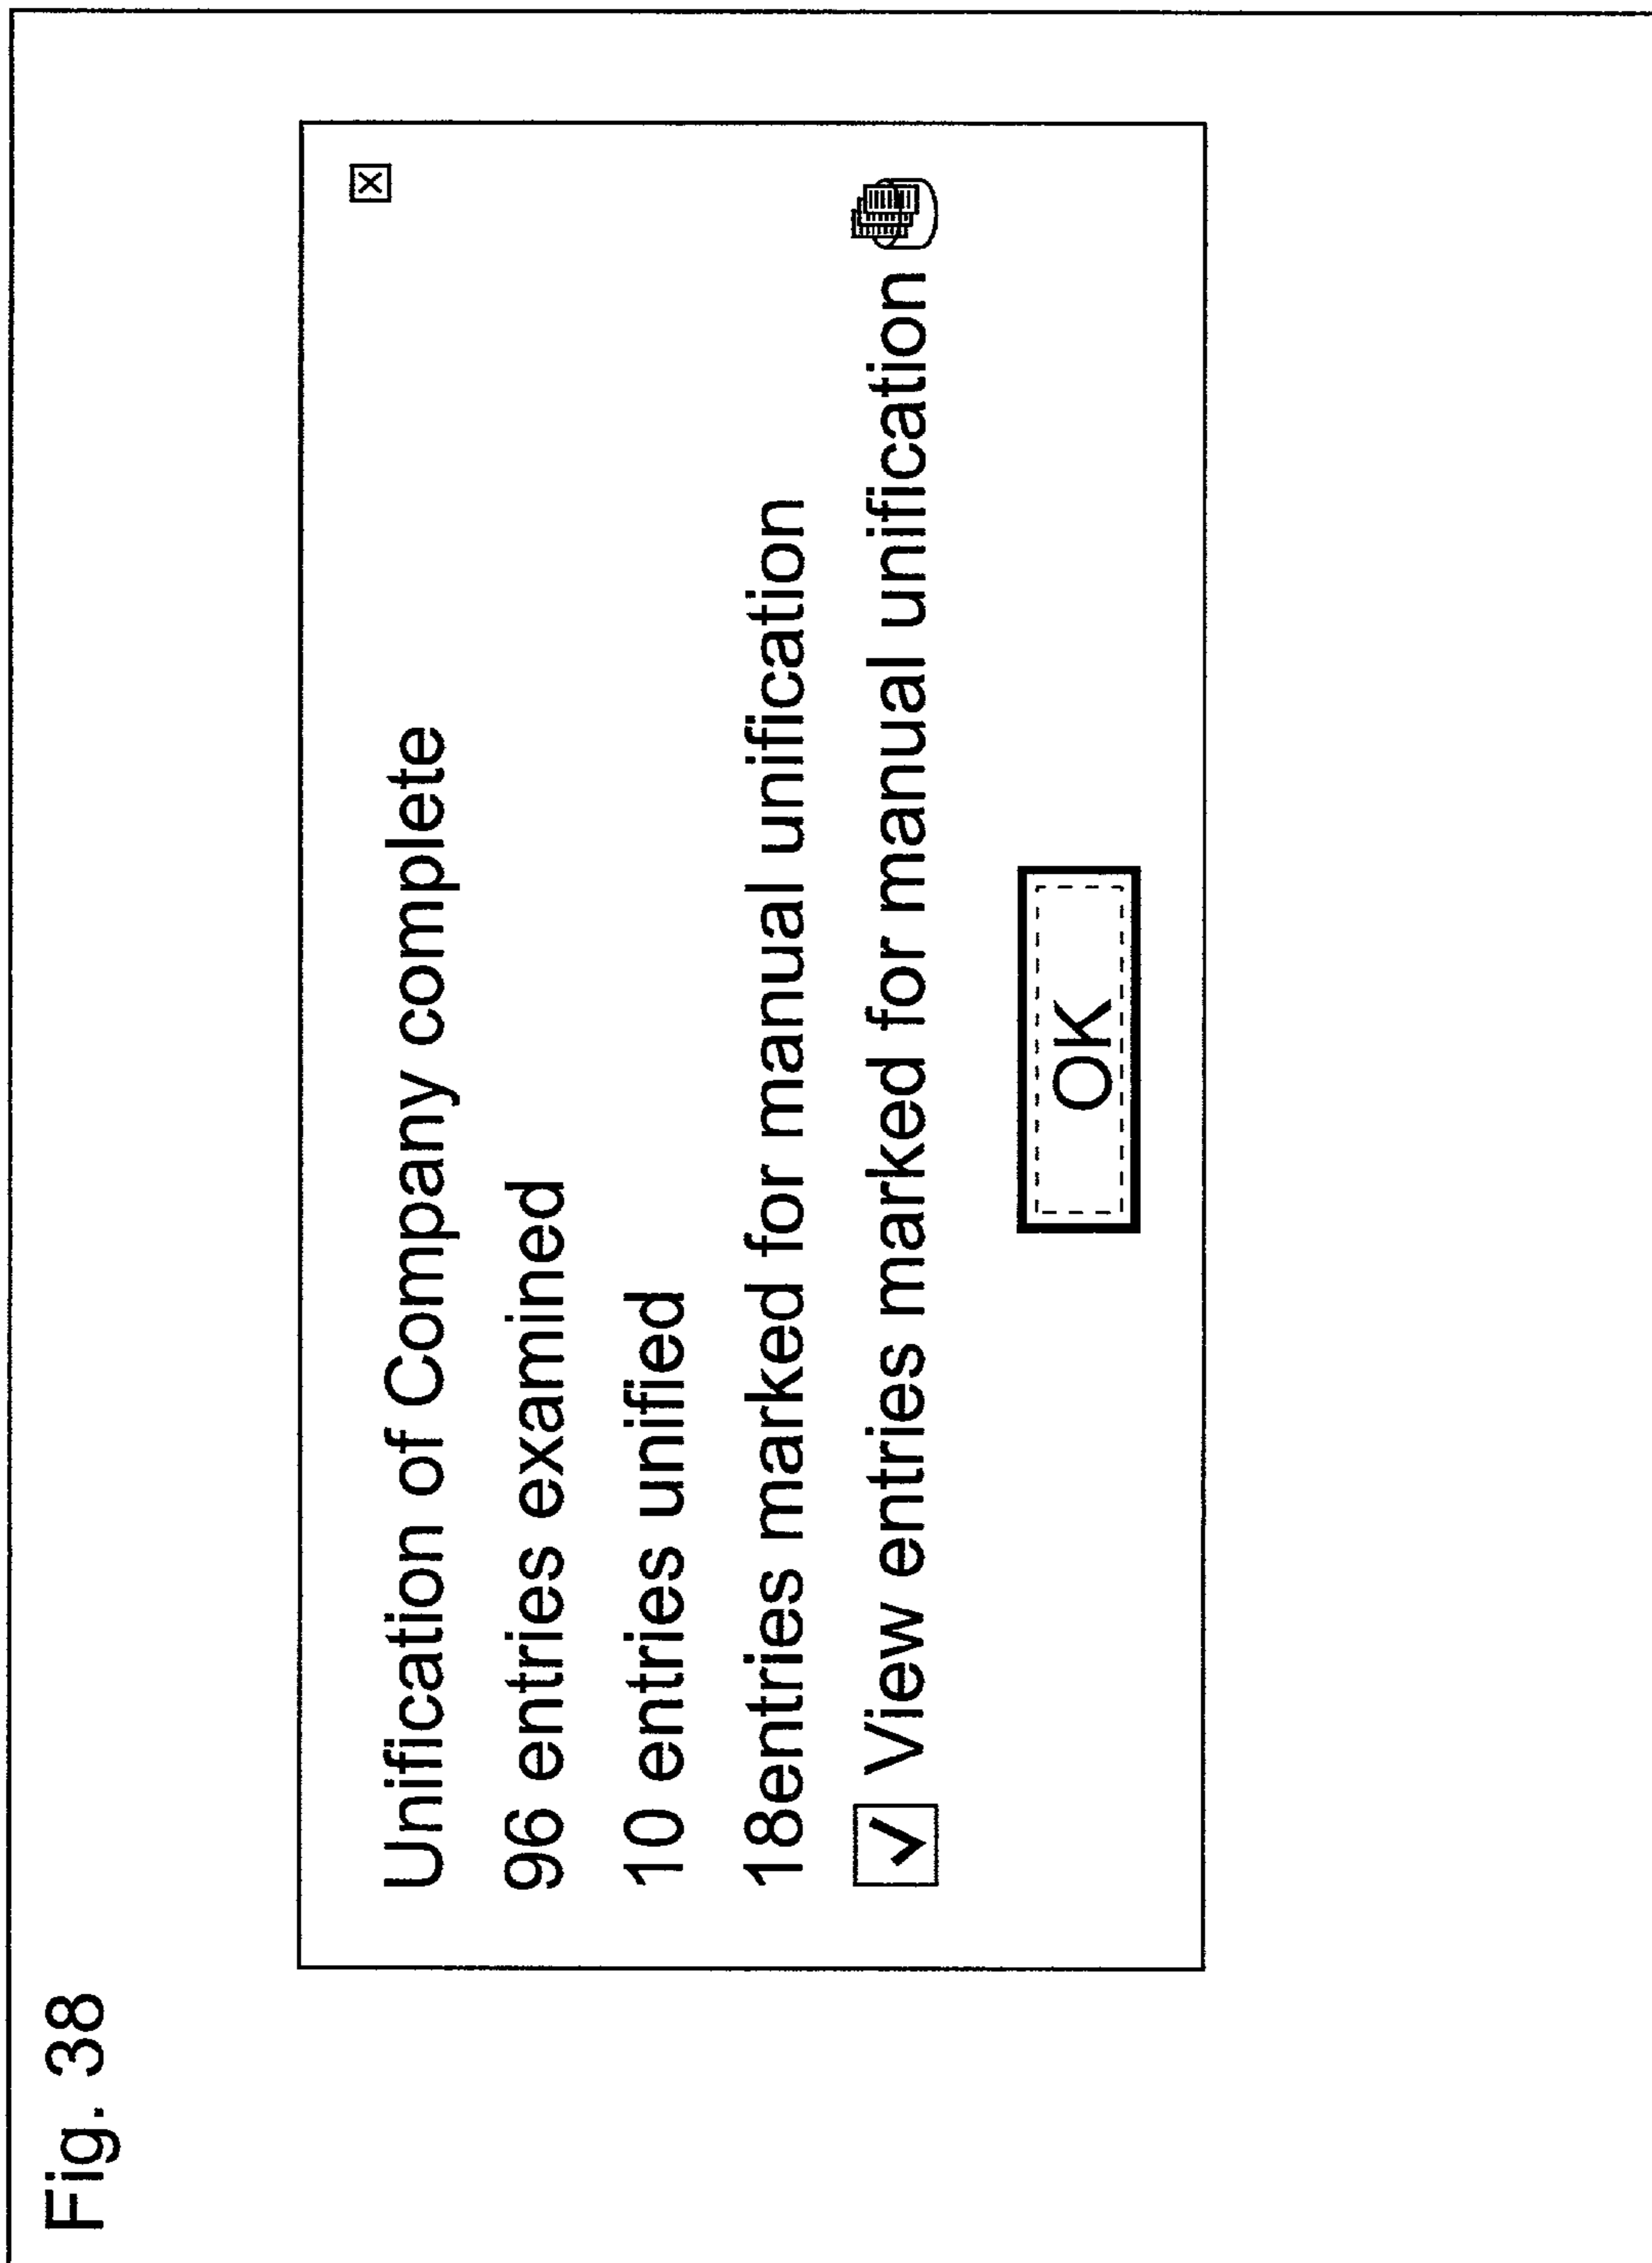 Fig. 38
Unification of Company complete
96 entries examined
10 entries unified
18entries marked for manual unification
View entries marked for manual unification
OK